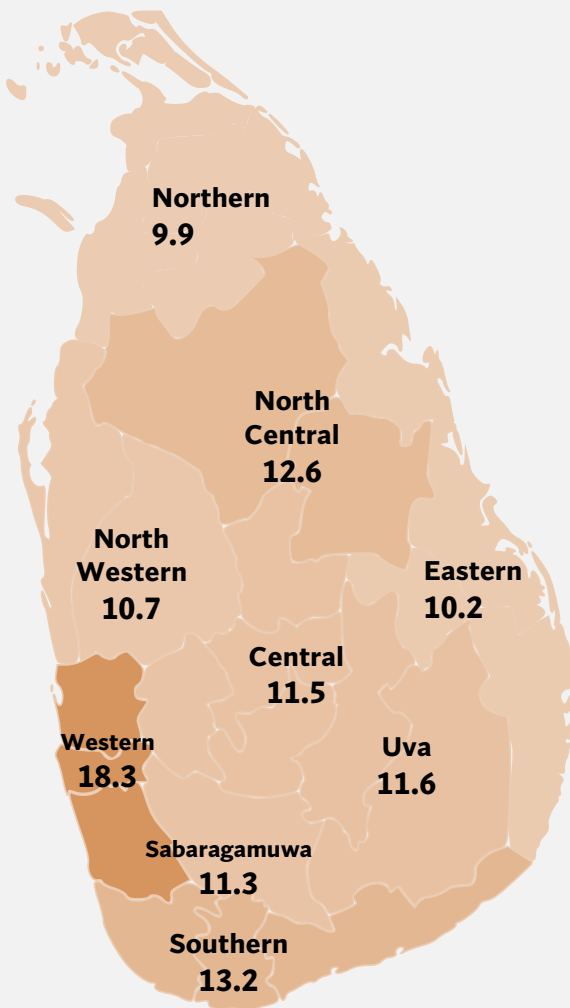 Northern
9.9
North
Central
12.6
North
Western
10.7
Eastern
10.2
Central
11.5
Western
18.3
Uva
11.6
Sabaragamuwa
11.3
Southern
13.2